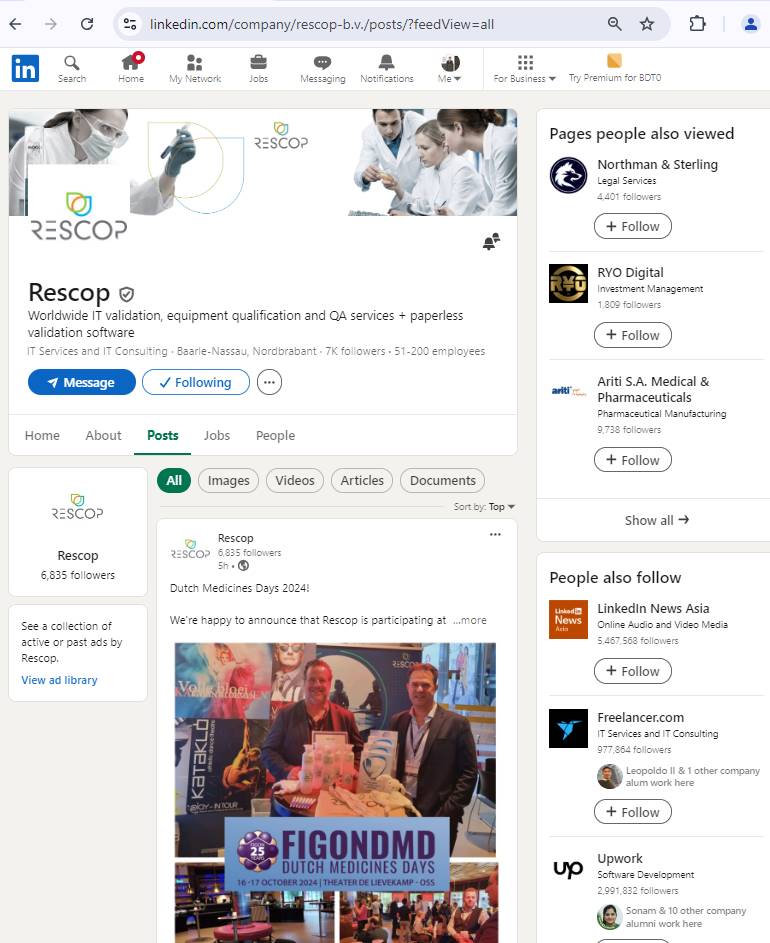 linkedin.com/company/rescop-b.v./posts/?feedView=all
in
Search
Home
My Network
Jobs
Messaging
Notifications
Me
For Business
Try Premium for BDT0
RESCOP
RESCOP
Rescop
Worldwide IT validation, equipment qualification and QA services + paperless
validation software
IT Services and IT Consulting · Baarle-Nassau, Nordbrabant · 7K followers · 51-200 employees
Message
Following
Home
About
Posts
Jobs
People
RESCOP
Rescop
6,835 followers
See a collection of
active or past ads by
Rescop.
View ad library
All
Images
Videos
Articles
Documents
Sort by: Top
RESCOP
Rescop
6,835 followers
5h •
Dutch Medicines Days 2024!
We're happy to announce that Rescop is participating at ...more
RESCOP
KATAKLÒ
FIGON
25
YEARS
FIGONDMD
DUTCH MEDICINES DAYS
16 -17 OCTOBER 2024 | THEATER DE LIEVEKAMP - OSS
Pages people also viewed
Northman & Sterling
Legal Services
4,401 followers
+ Follow
RYO
RYO Digital
Investment Management
1,809 followers
+ Follow
ariti
Ariti S.A. Medical &
Pharmaceuticals
Pharmaceutical Manufacturing
9,738 followers
+ Follow
Show all →
People also follow
LinkedIn
News
Asia
LinkedIn News Asia
Online Audio and Video Media
5,467,568 followers
+ Follow
Freelancer.com
IT Services and IT Consulting
977,864 followers
Leopoldo II & 1 other company
alum work here
+ Follow
up
Upwork
Software Development
2,991,832 followers
Sonam & 10 other company
alumni work here